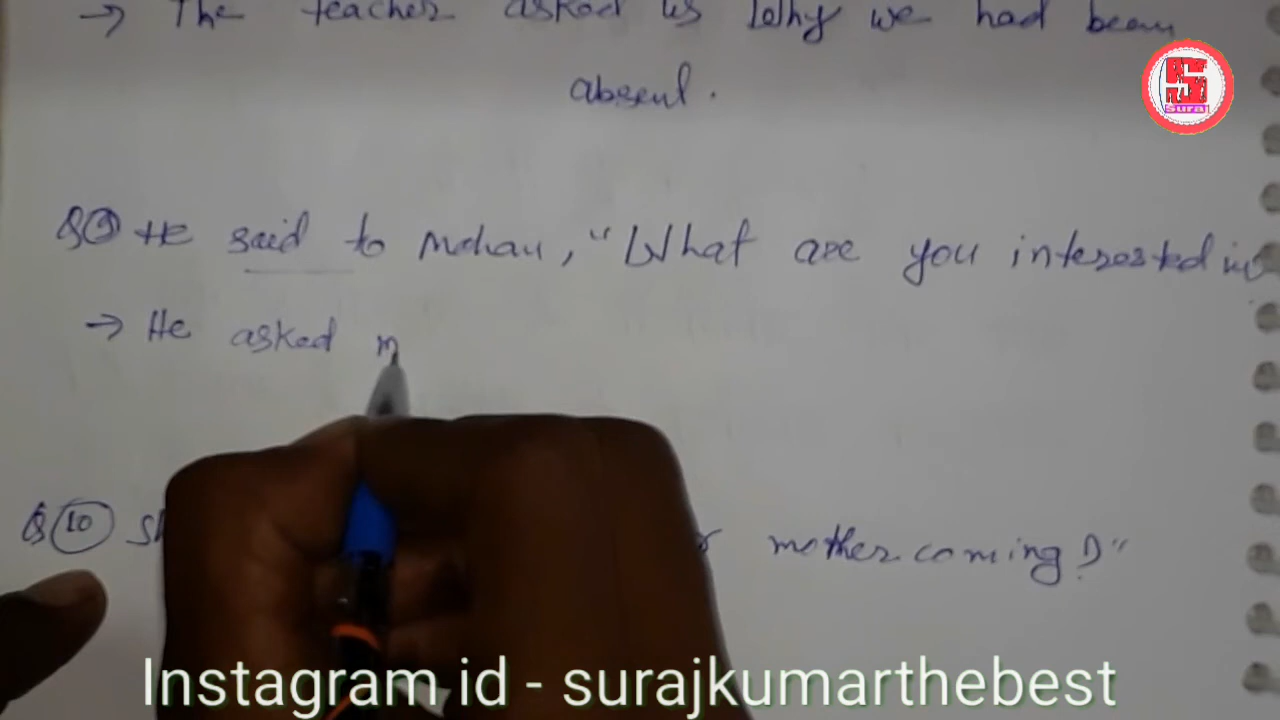 → The teacher asked us why we had been
absent.
S
Suraj
Q9 He said to Mohan, "What are you interested in
→ He asked m
Q10 mother coming?"
Instagram id - surajkumarthebest